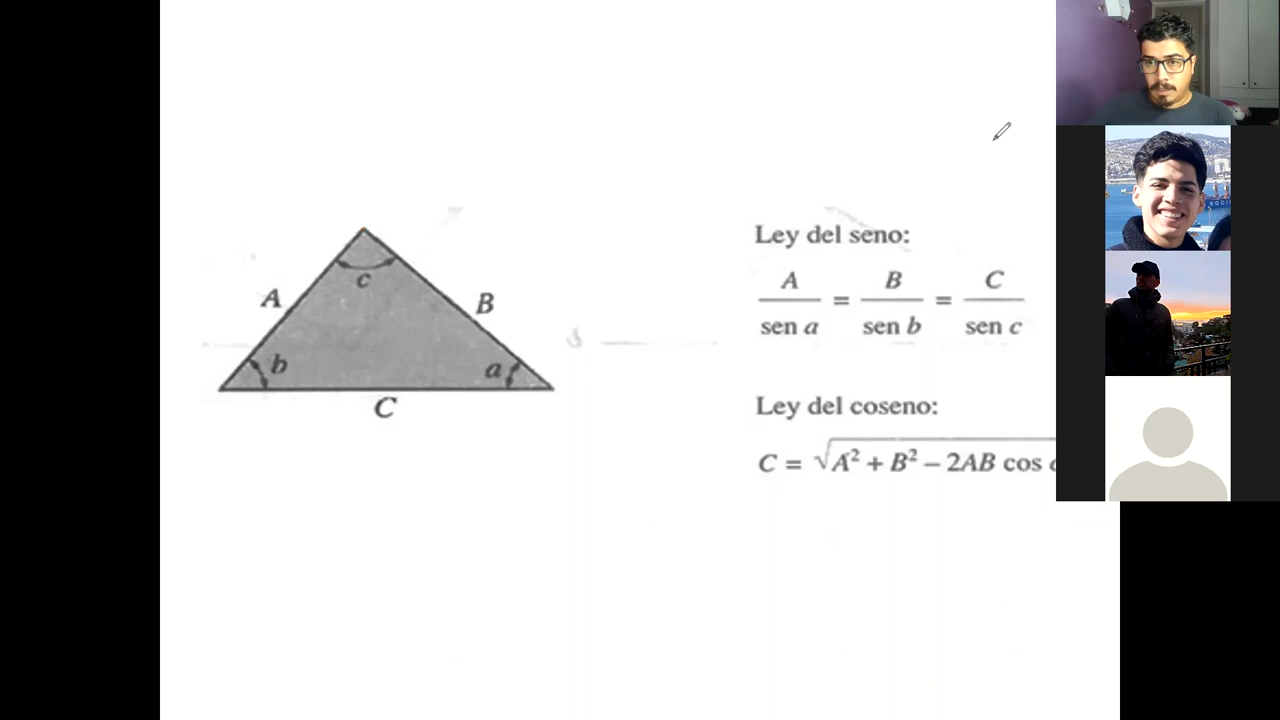 c
A
B
b
a
C
Ley del seno:
A / sen a = B / sen b = C / sen c
Ley del coseno:
C = √A² + B² − 2AB cos